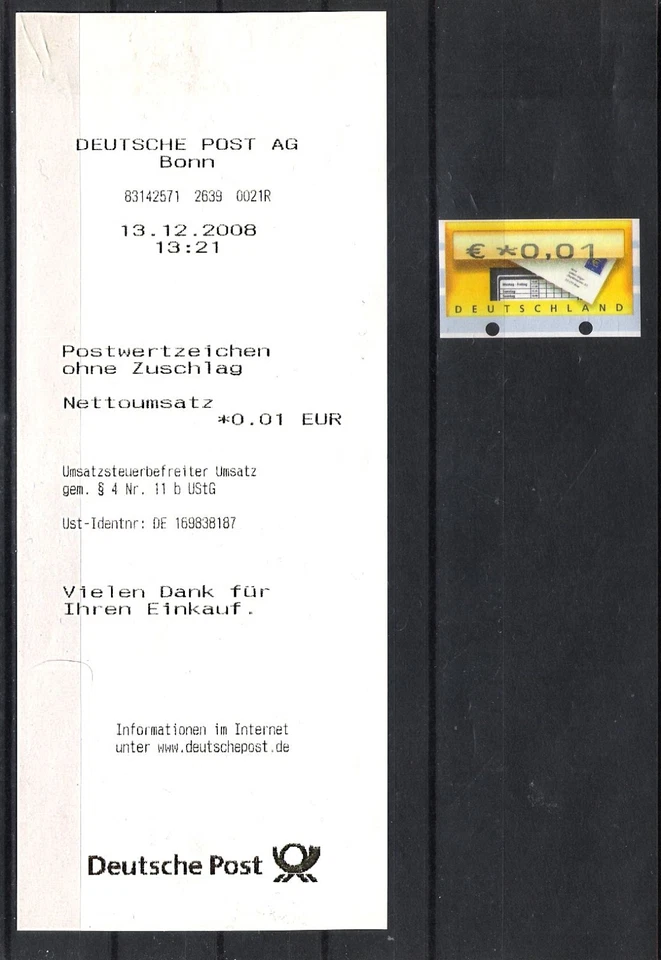 DEUTSCHE POST AG
Bonn
83142571 2639 0021R
13.12.2008
13:21
Postwertzeichen
ohne Zuschlag
Nettoumsatz
*0.01 EUR
Umsatzsteuerbefreiter Umsatz
gem. § 4 Nr. 11 b UStG
Ust-Identnr: DE 169838187
Vielen Dank für
Ihren Einkauf.
Informationen im Internet
unter www.deutschepost.de
Deutsche Post
€ *0,01
DEUTSCHLAND